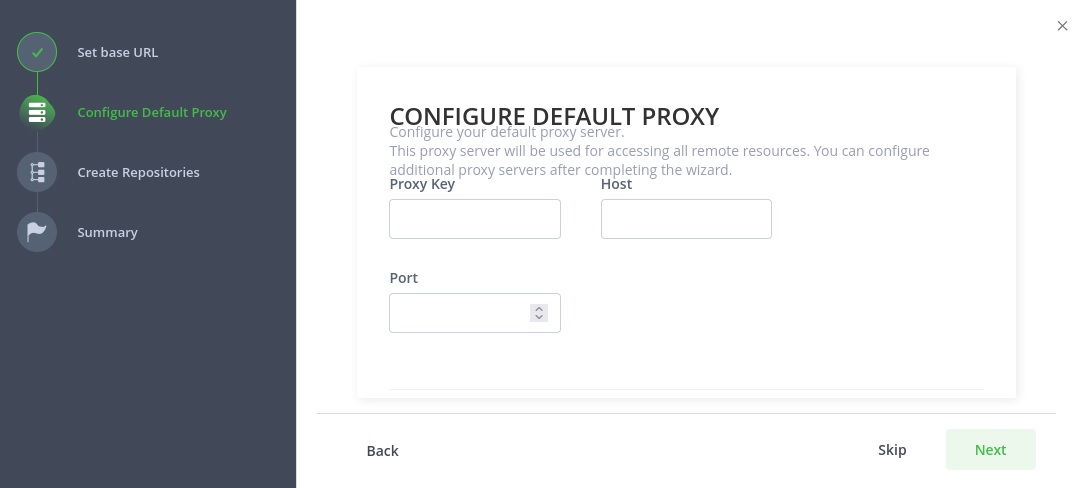 Set base URL
Configure Default Proxy
Create Repositories
Summary
CONFIGURE DEFAULT PROXY
Configure your default proxy server.
This proxy server will be used for accessing all remote resources. You can configure
additional proxy servers after completing the wizard.
Proxy Key
Host
Port
Back
Skip
Next